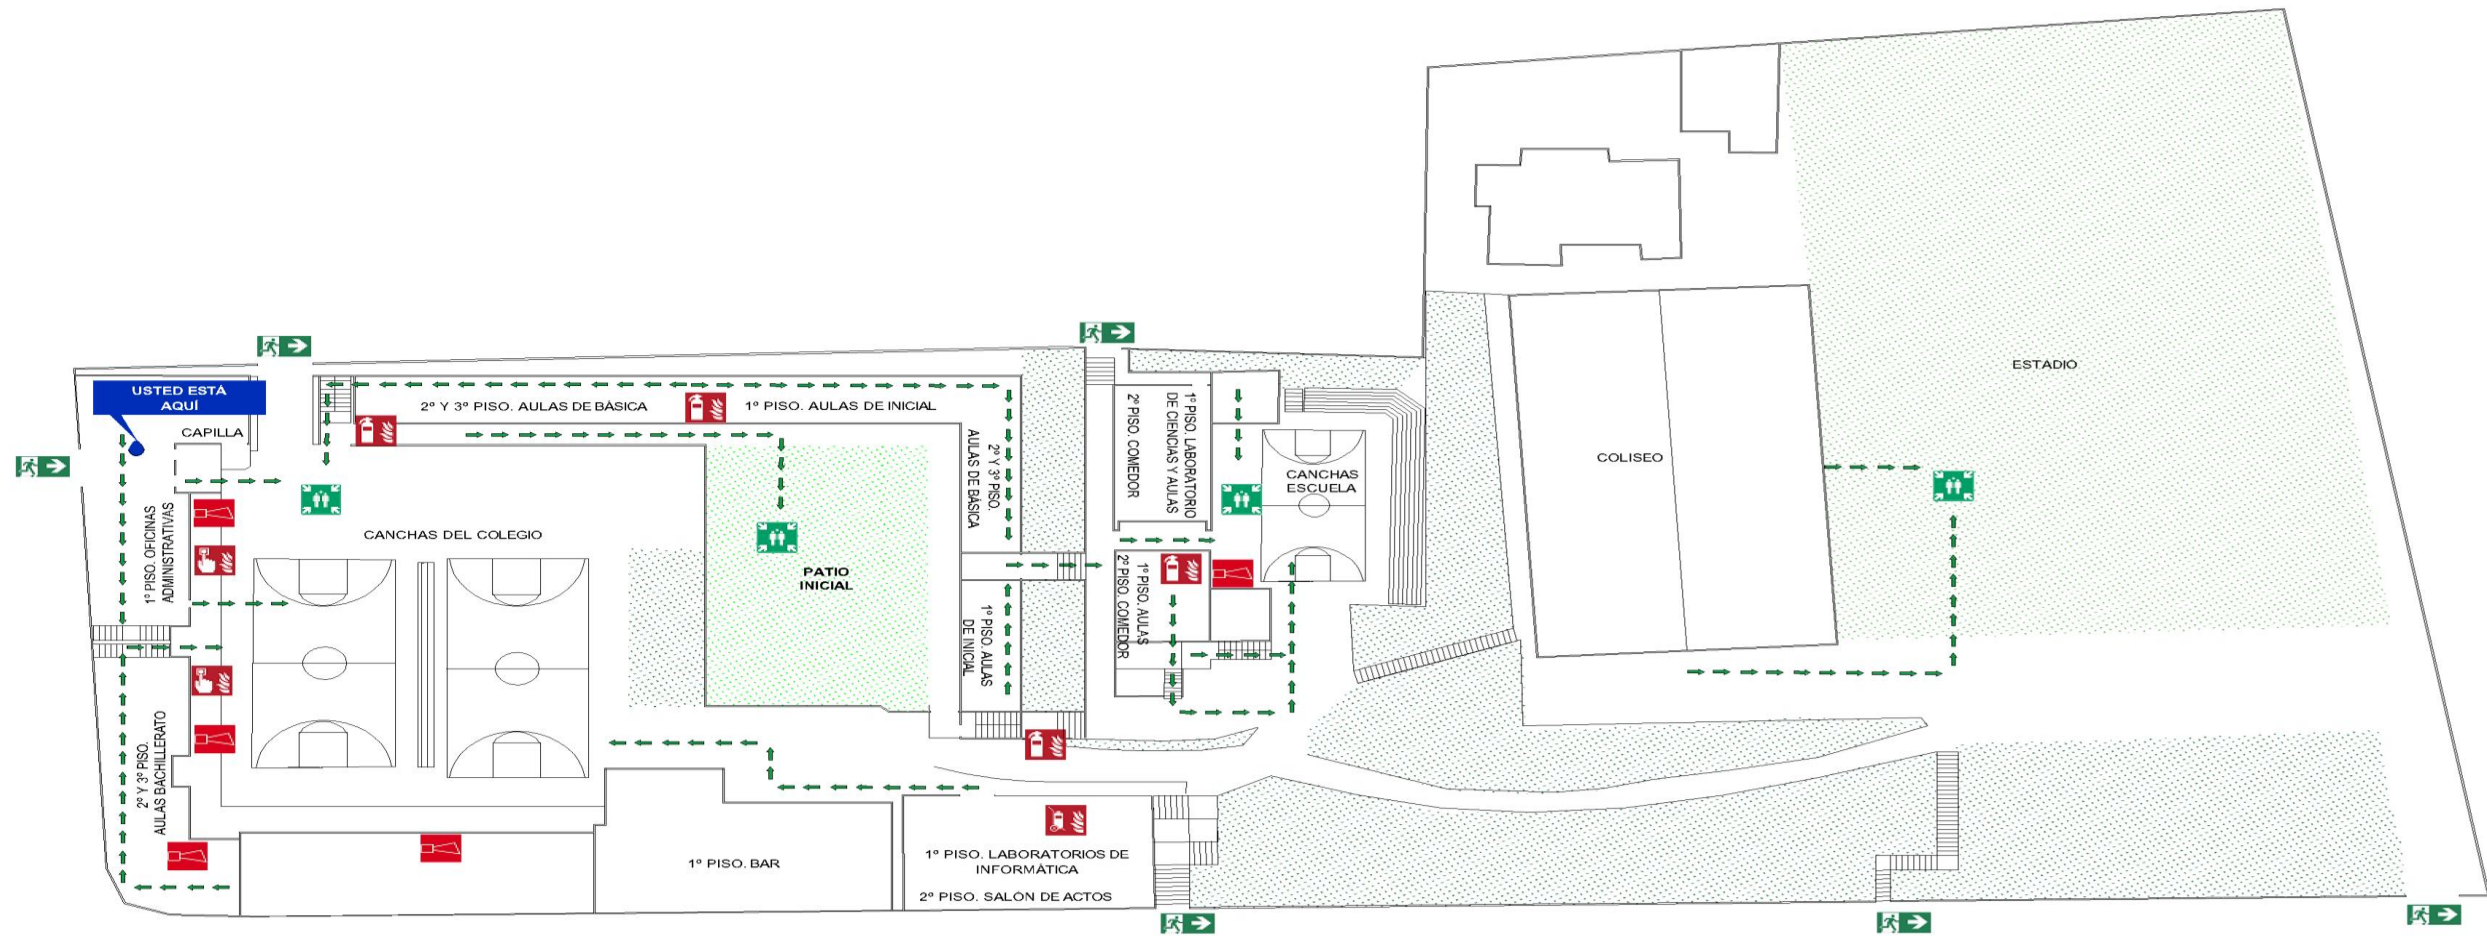 USTED ESTÁ
AQUÍ
CAPILLA
2º Y 3º PISO. AULAS DE BÁSICA
1º PISO. AULAS DE INICIAL
2º Y 3º PISO.
AULAS DE BÁSICA
1º PISO. OFICINAS
ADMINISTRATIVAS
CANCHAS DEL COLEGIO
PATIO
INICIAL
1º PISO. AULAS
DE INICIAL
2º Y 3º PISO.
AULAS BACHILLERATO
1º PISO. BAR
1º PISO. LABORATORIOS DE
INFORMÁTICA
2º PISO. SALÓN DE ACTOS
1º PISO. LABORATORIO
DE CIENCIAS Y AULAS
2º PISO. COMEDOR
1º PISO. AULAS
2º PISO. COMEDOR
CANCHAS
ESCUELA
COLISEO
ESTADIO